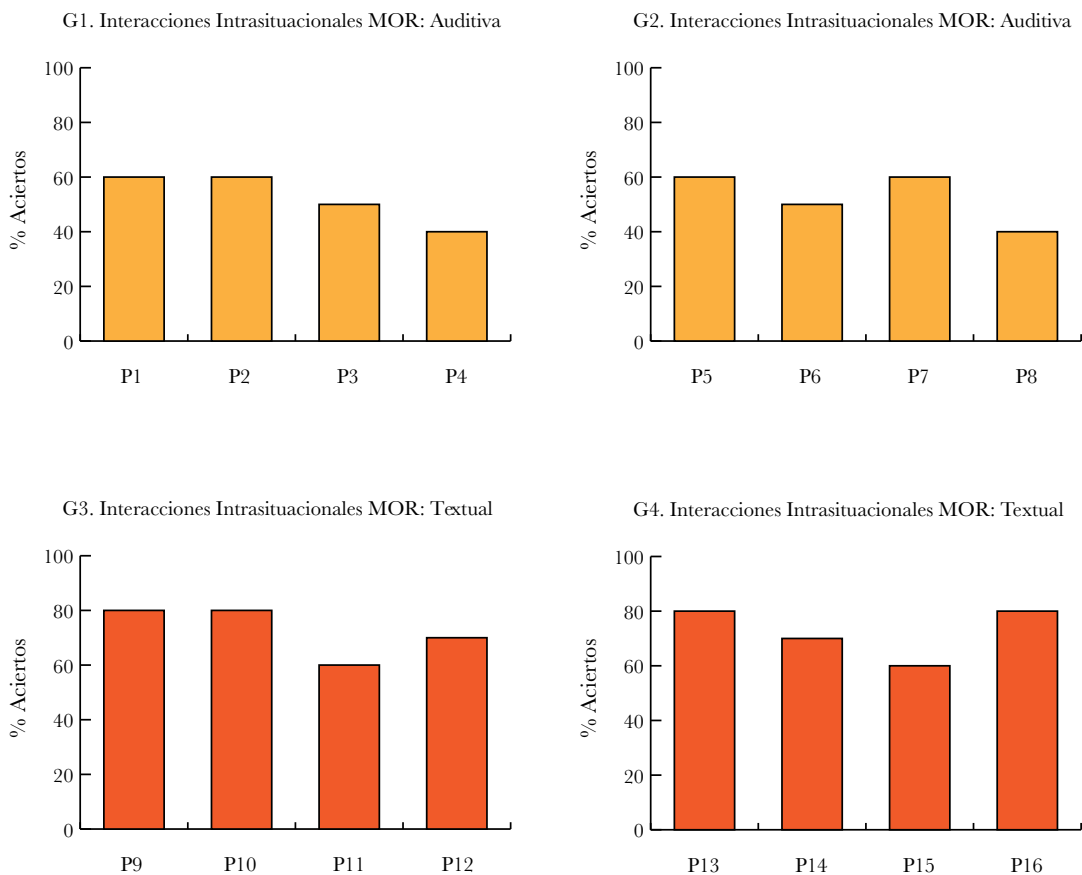 G1. Interacciones Intrasituacionales MOR: Auditiva
100
80
60
40
20
0
% Aciertos
P1 P2 P3 P4
G2. Interacciones Intrasituacionales MOR: Auditiva
100
80
60
40
20
0
% Aciertos
P5 P6 P7 P8
G3. Interacciones Intrasituacionales MOR: Textual
100
80
60
40
20
0
% Aciertos
P9 P10 P11 P12
G4. Interacciones Intrasituacionales MOR: Textual
100
80
60
40
20
0
% Aciertos
P13 P14 P15 P16